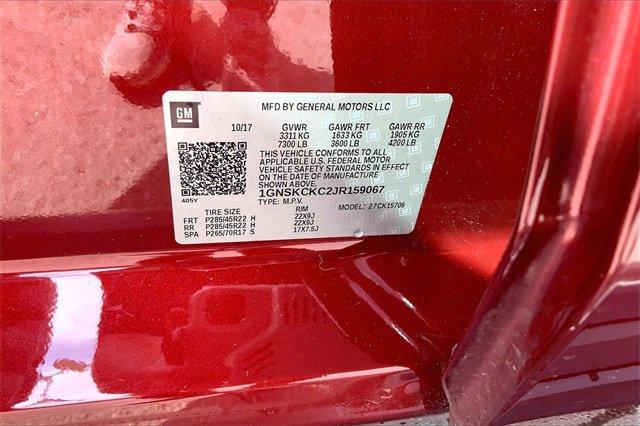 GM
MFD BY GENERAL MOTORS LLC
10/17 GVWR GAWR FRT GAWR RR
3311 KG 1633 KG 1905 KG
7300 LB 3600 LB 4200 LB
THIS VEHICLE CONFORMS TO ALL
APPLICABLE U.S. FEDERAL MOTOR
VEHICLE SAFETY STANDARDS IN EFFECT
ON THE DATE OF MANUFACTURE
SHOWN ABOVE.
1GNSKCKC2JR159067
405Y TYPE: M.P.V. MODEL: 27CK15706
TIRE SIZE RIM
FRT P285/45R22 H 22X9J
RR P285/45R22 H 22X9J
SPA P265/70R17 S 17X7.5J